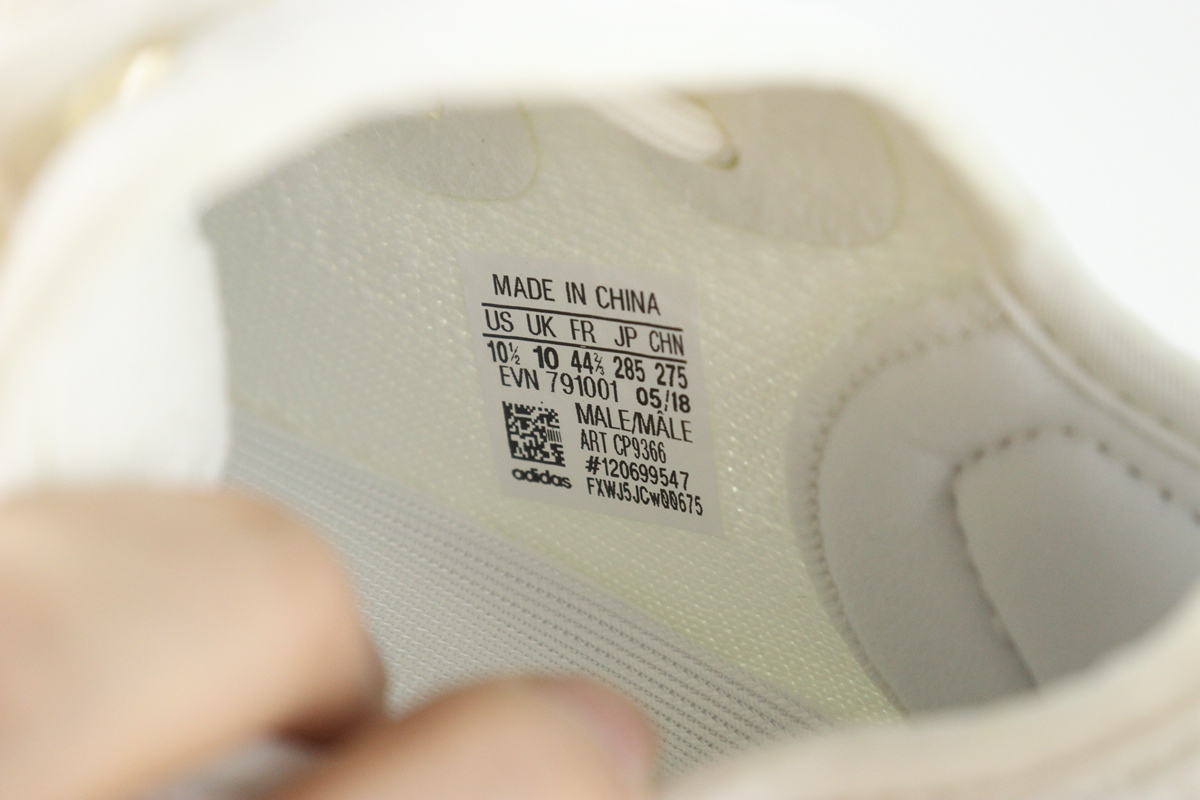 MADE IN CHINA
US UK FR JP CHN
10½ 10 44⅔ 285 275
EVN 791001 05/18
MALE/MÂLE
ART CP9366
#120699547
adidas FXWJ5JCwQQ675